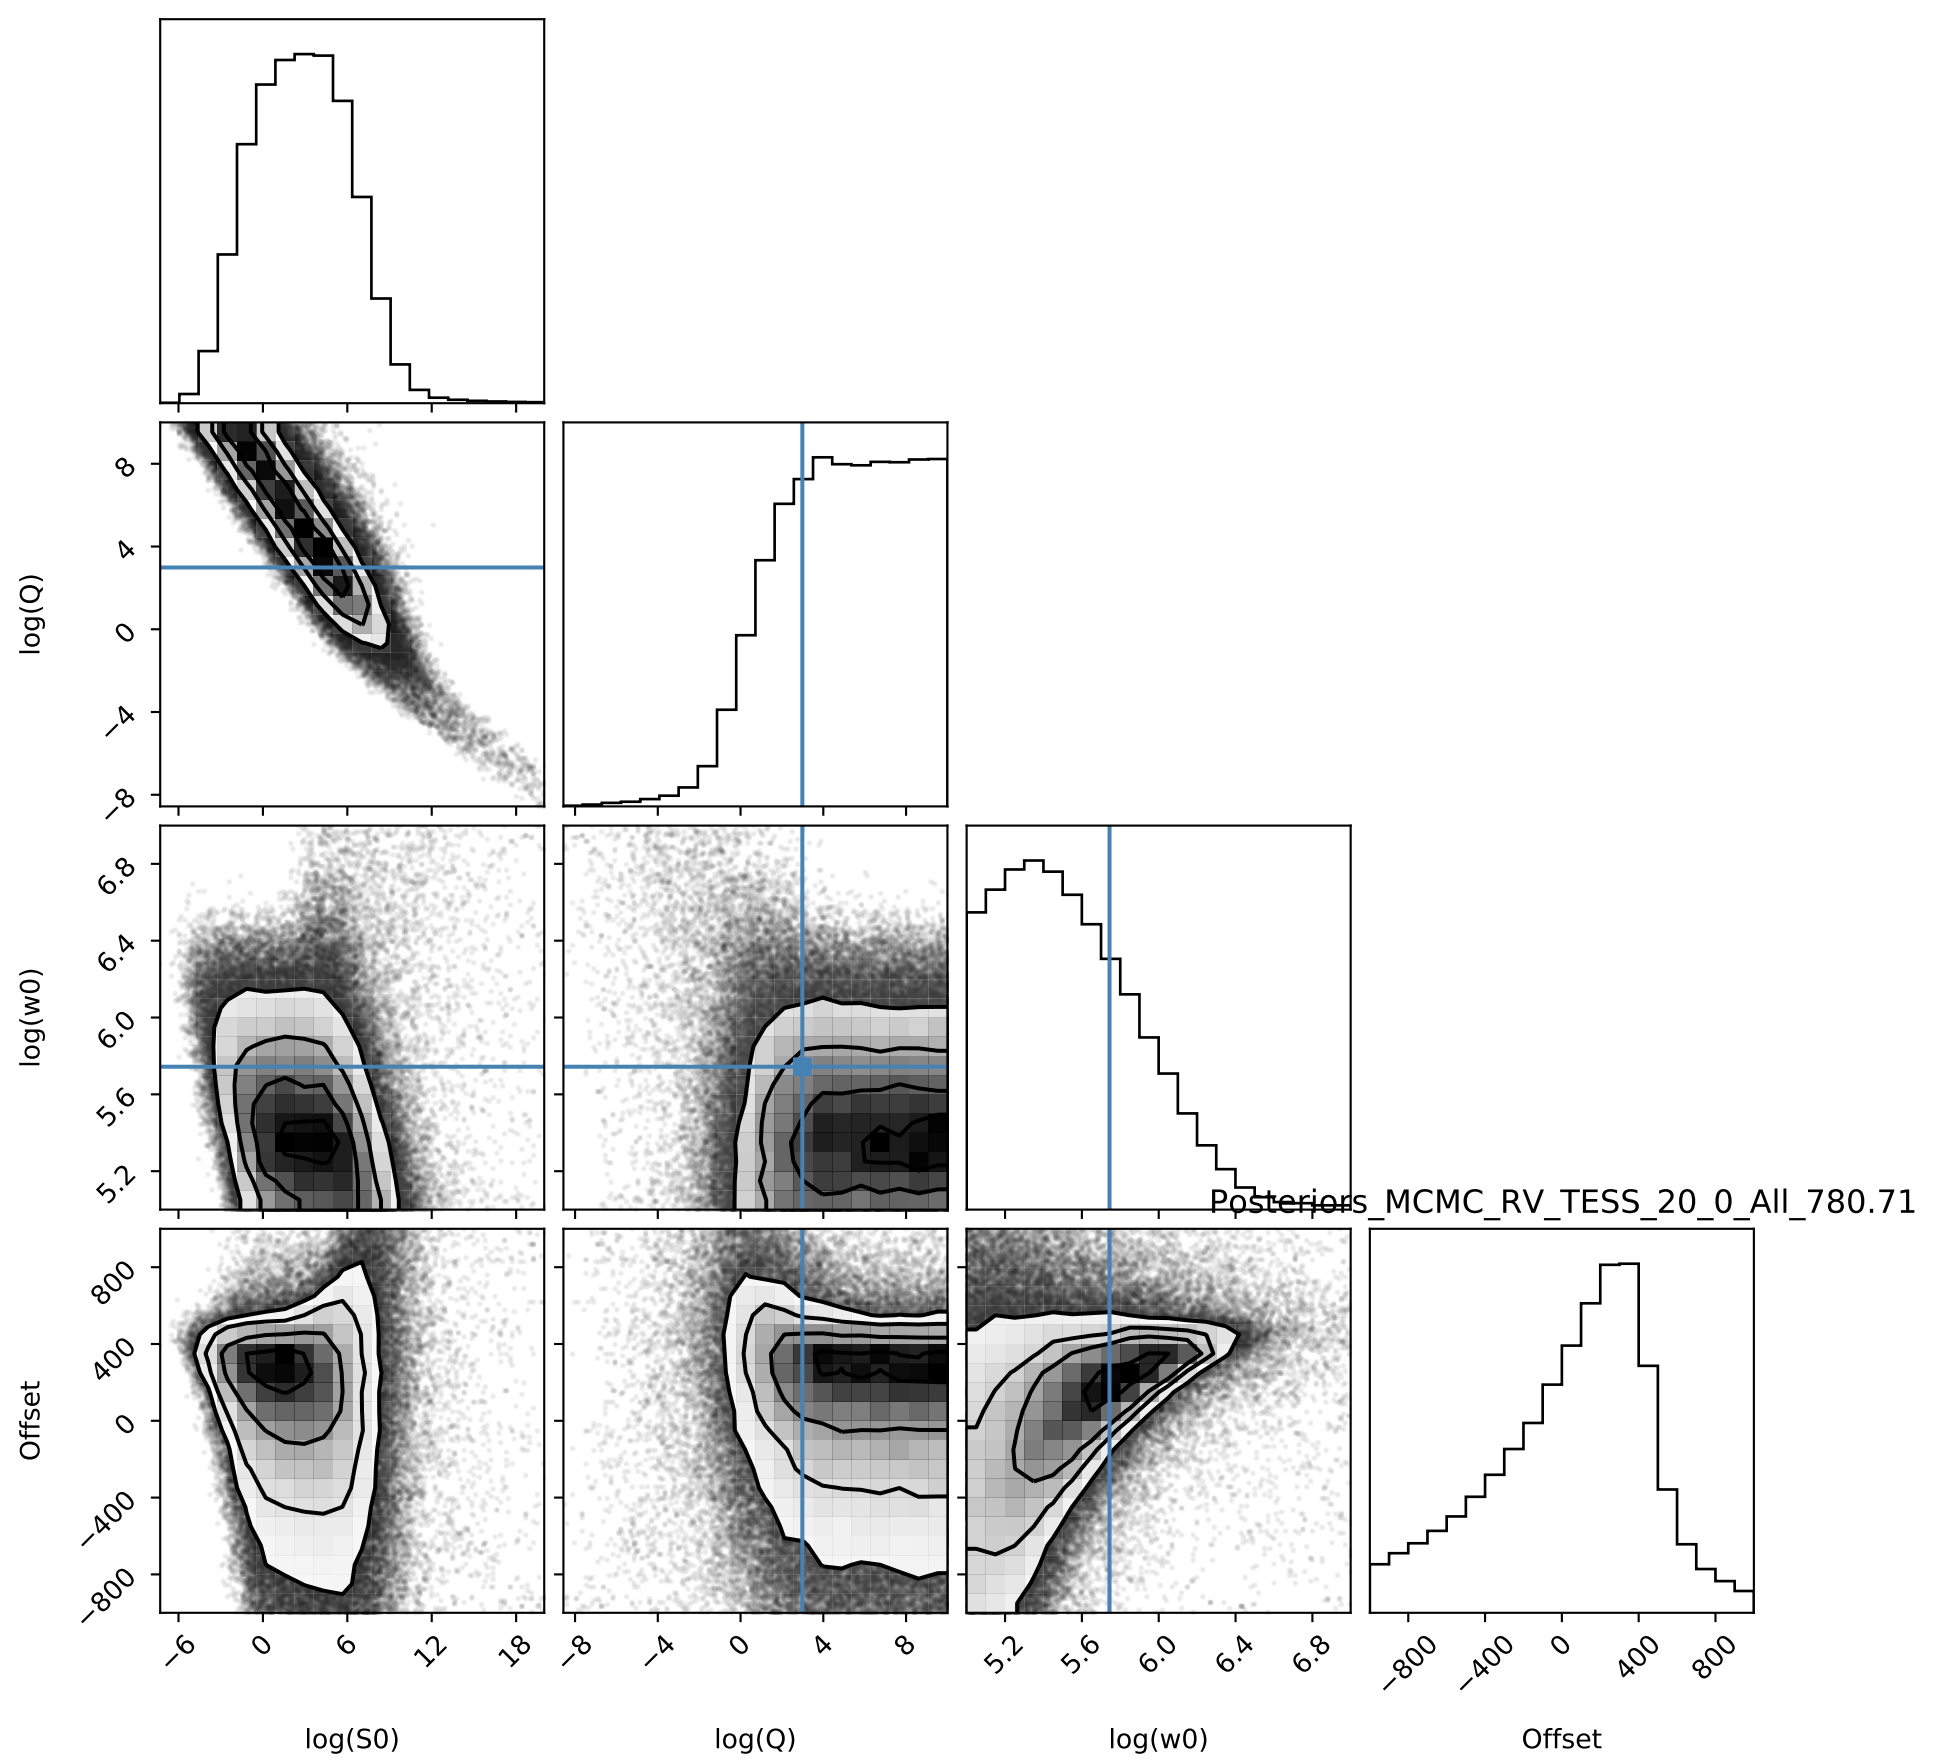 log(Q)
8
4
0
−4
−8
log(w0)
6.8
6.4
6.0
5.6
5.2
Posteriors_MCMC_RV_TESS_20_0_All_780.71
Offset
800
400
0
−400
−800
−6 0 6 12 18 −8 −4 0 4 8 5.2 5.6 6.0 6.4 6.8 −800 −400 0 400 800
log(S0) log(Q) log(w0) Offset